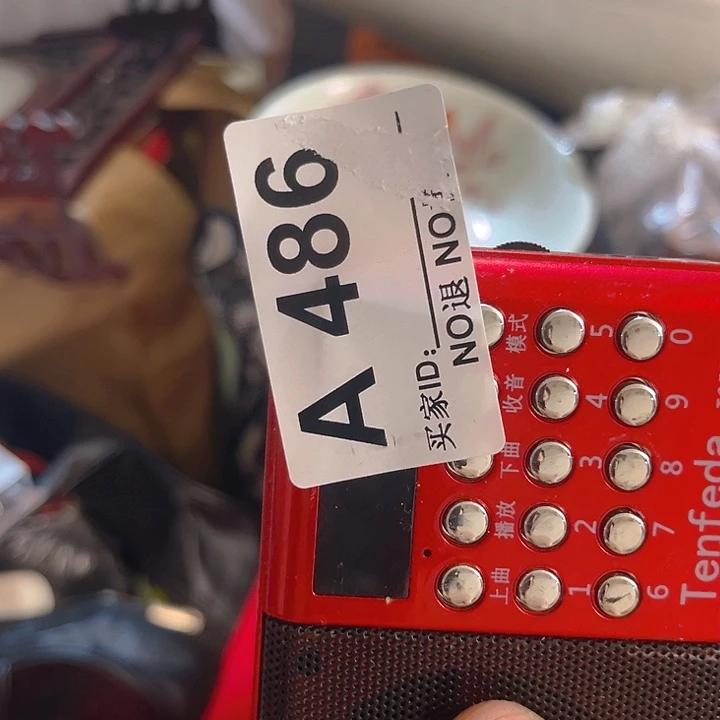 A 486
买家ID:
NO退 NO
上曲 播放 下曲 收音 模式
1 2 3 4 5
6 7 8 9 0
Tenfeda